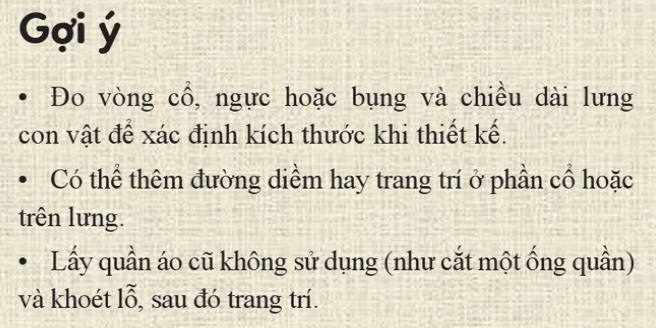 Gợi ý
• Đo vòng cổ, ngực hoặc bụng và chiều dài lưng
con vật để xác định kích thước khi thiết kế.
• Có thể thêm đường diềm hay trang trí ở phần cổ hoặc
trên lưng.
• Lấy quần áo cũ không sử dụng (như cắt một ống quần)
và khoét lỗ, sau đó trang trí.